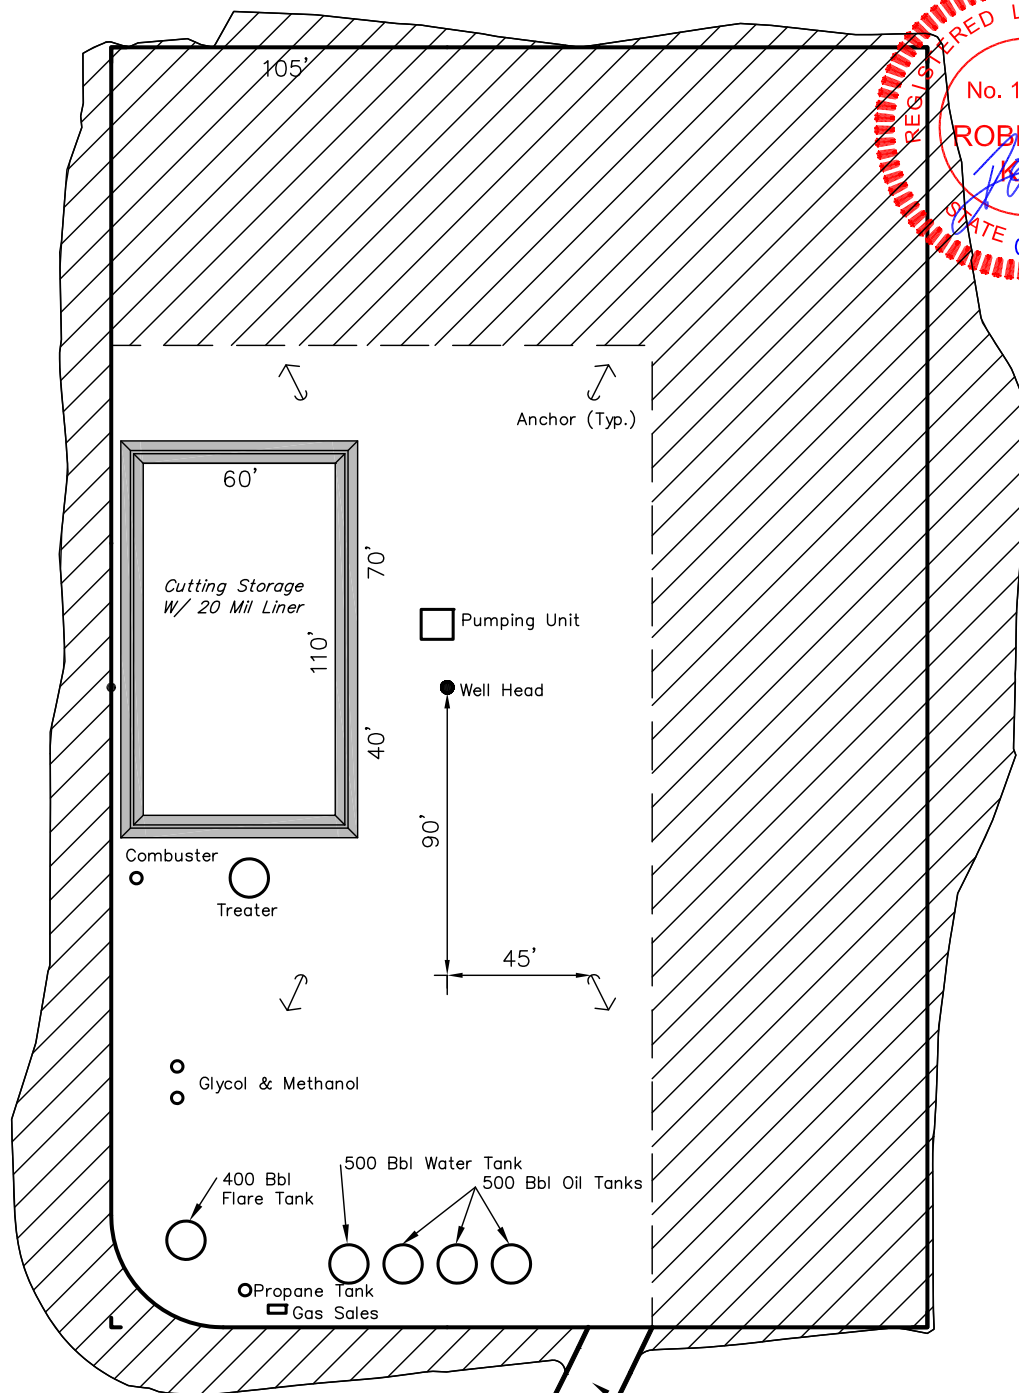 105'
REGISTERED L
No. 1
ROB
STATE
Anchor (Typ.)
60'
Cutting Storage
W/ 20 Mil Liner
70'
110'
40'
Pumping Unit
Well Head
90'
45'
Combuster
Treater
Glycol & Methanol
400 Bbl
Flare Tank
500 Bbl Water Tank
500 Bbl Oil Tanks
Propane Tank
Gas Sales